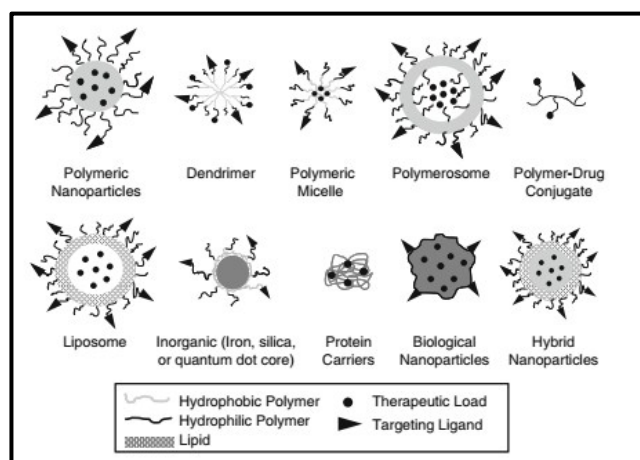 Polymeric
Nanoparticles
Dendrimer
Polymeric
Micelle
Polymerosome
Polymer-Drug
Conjugate
Liposome
Inorganic (Iron, silica,
or quantum dot core)
Protein
Carriers
Biological
Nanoparticles
Hybrid
Nanoparticles
Hydrophobic Polymer
Therapeutic Load
Hydrophilic Polymer
Targeting Ligand
Lipid